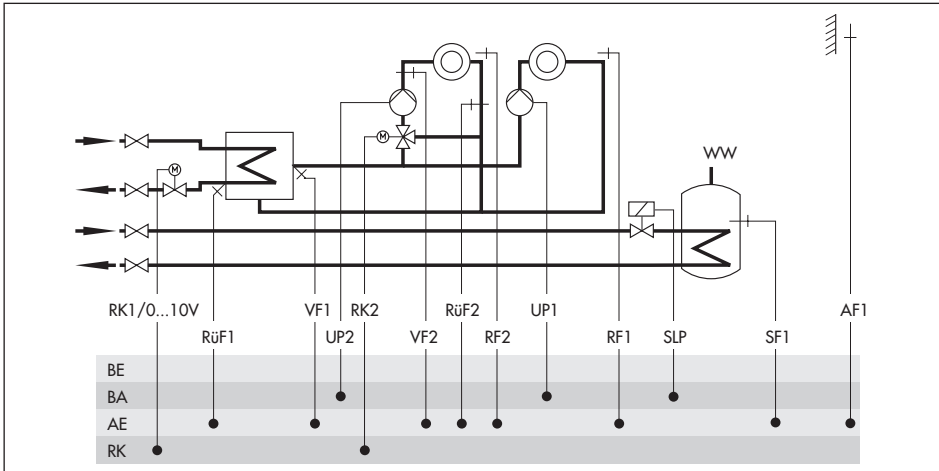 WW
M
M
RK1/0...10V VF1 RK2 RüF2 UP1 AF1
RüF1 UP2 VF2 RF2 RF1 SLP SF1
BE
BA
AE
RK